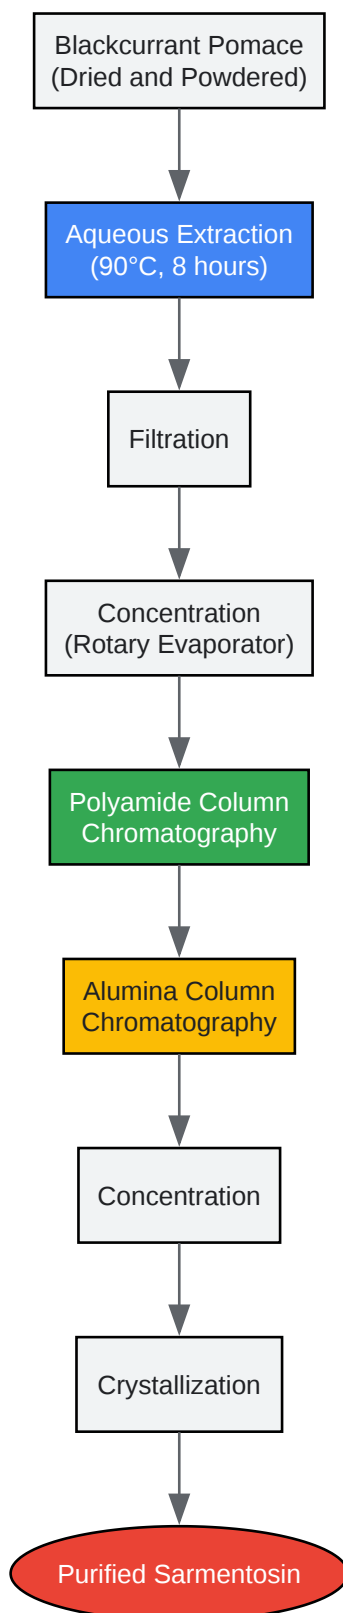 Blackcurrant Pomace
(Dried and Powdered)
Aqueous Extraction
(90°C, 8 hours)
Filtration
Concentration
(Rotary Evaporator)
Polyamide Column
Chromatography
Alumina Column
Chromatography
Concentration
Crystallization
Purified Sarmentosin